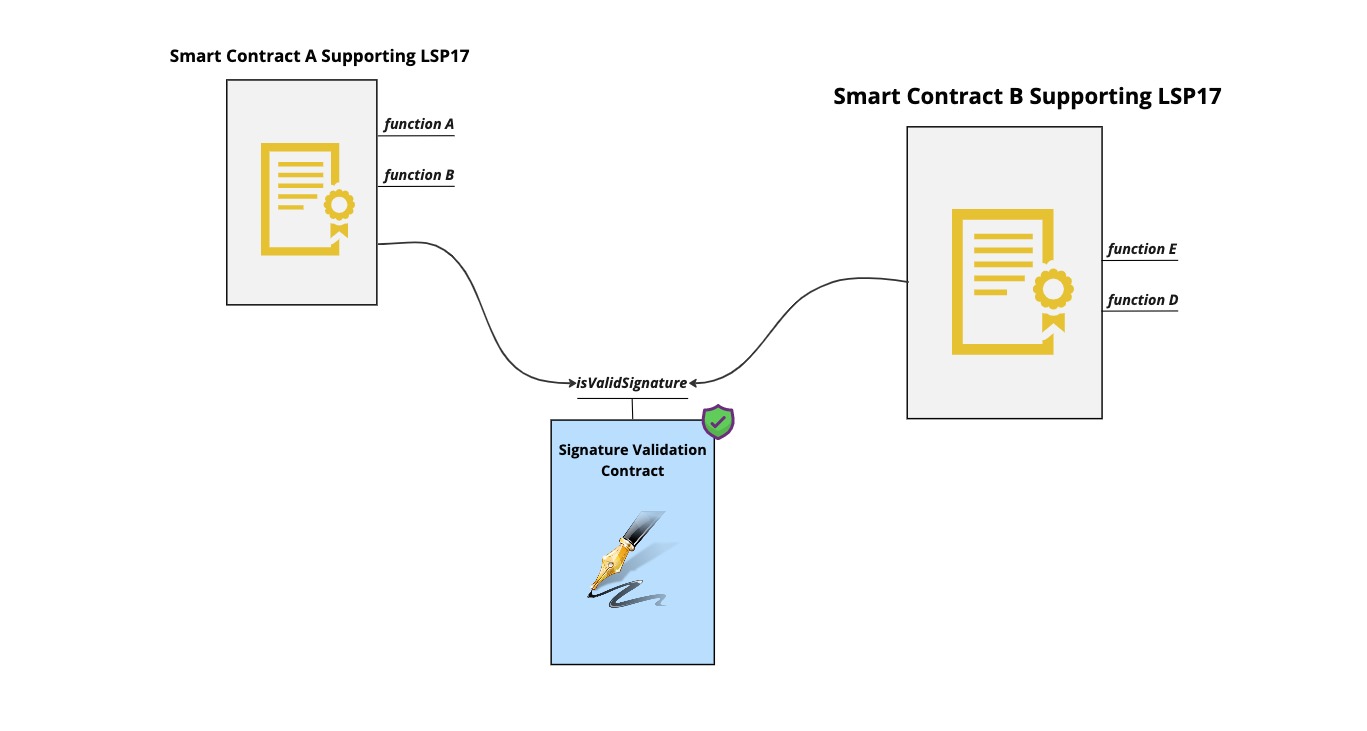 Smart Contract A Supporting LSP17
function A
function B
Smart Contract B Supporting LSP17
function E
function D
isValidSignature
Signature Validation
Contract